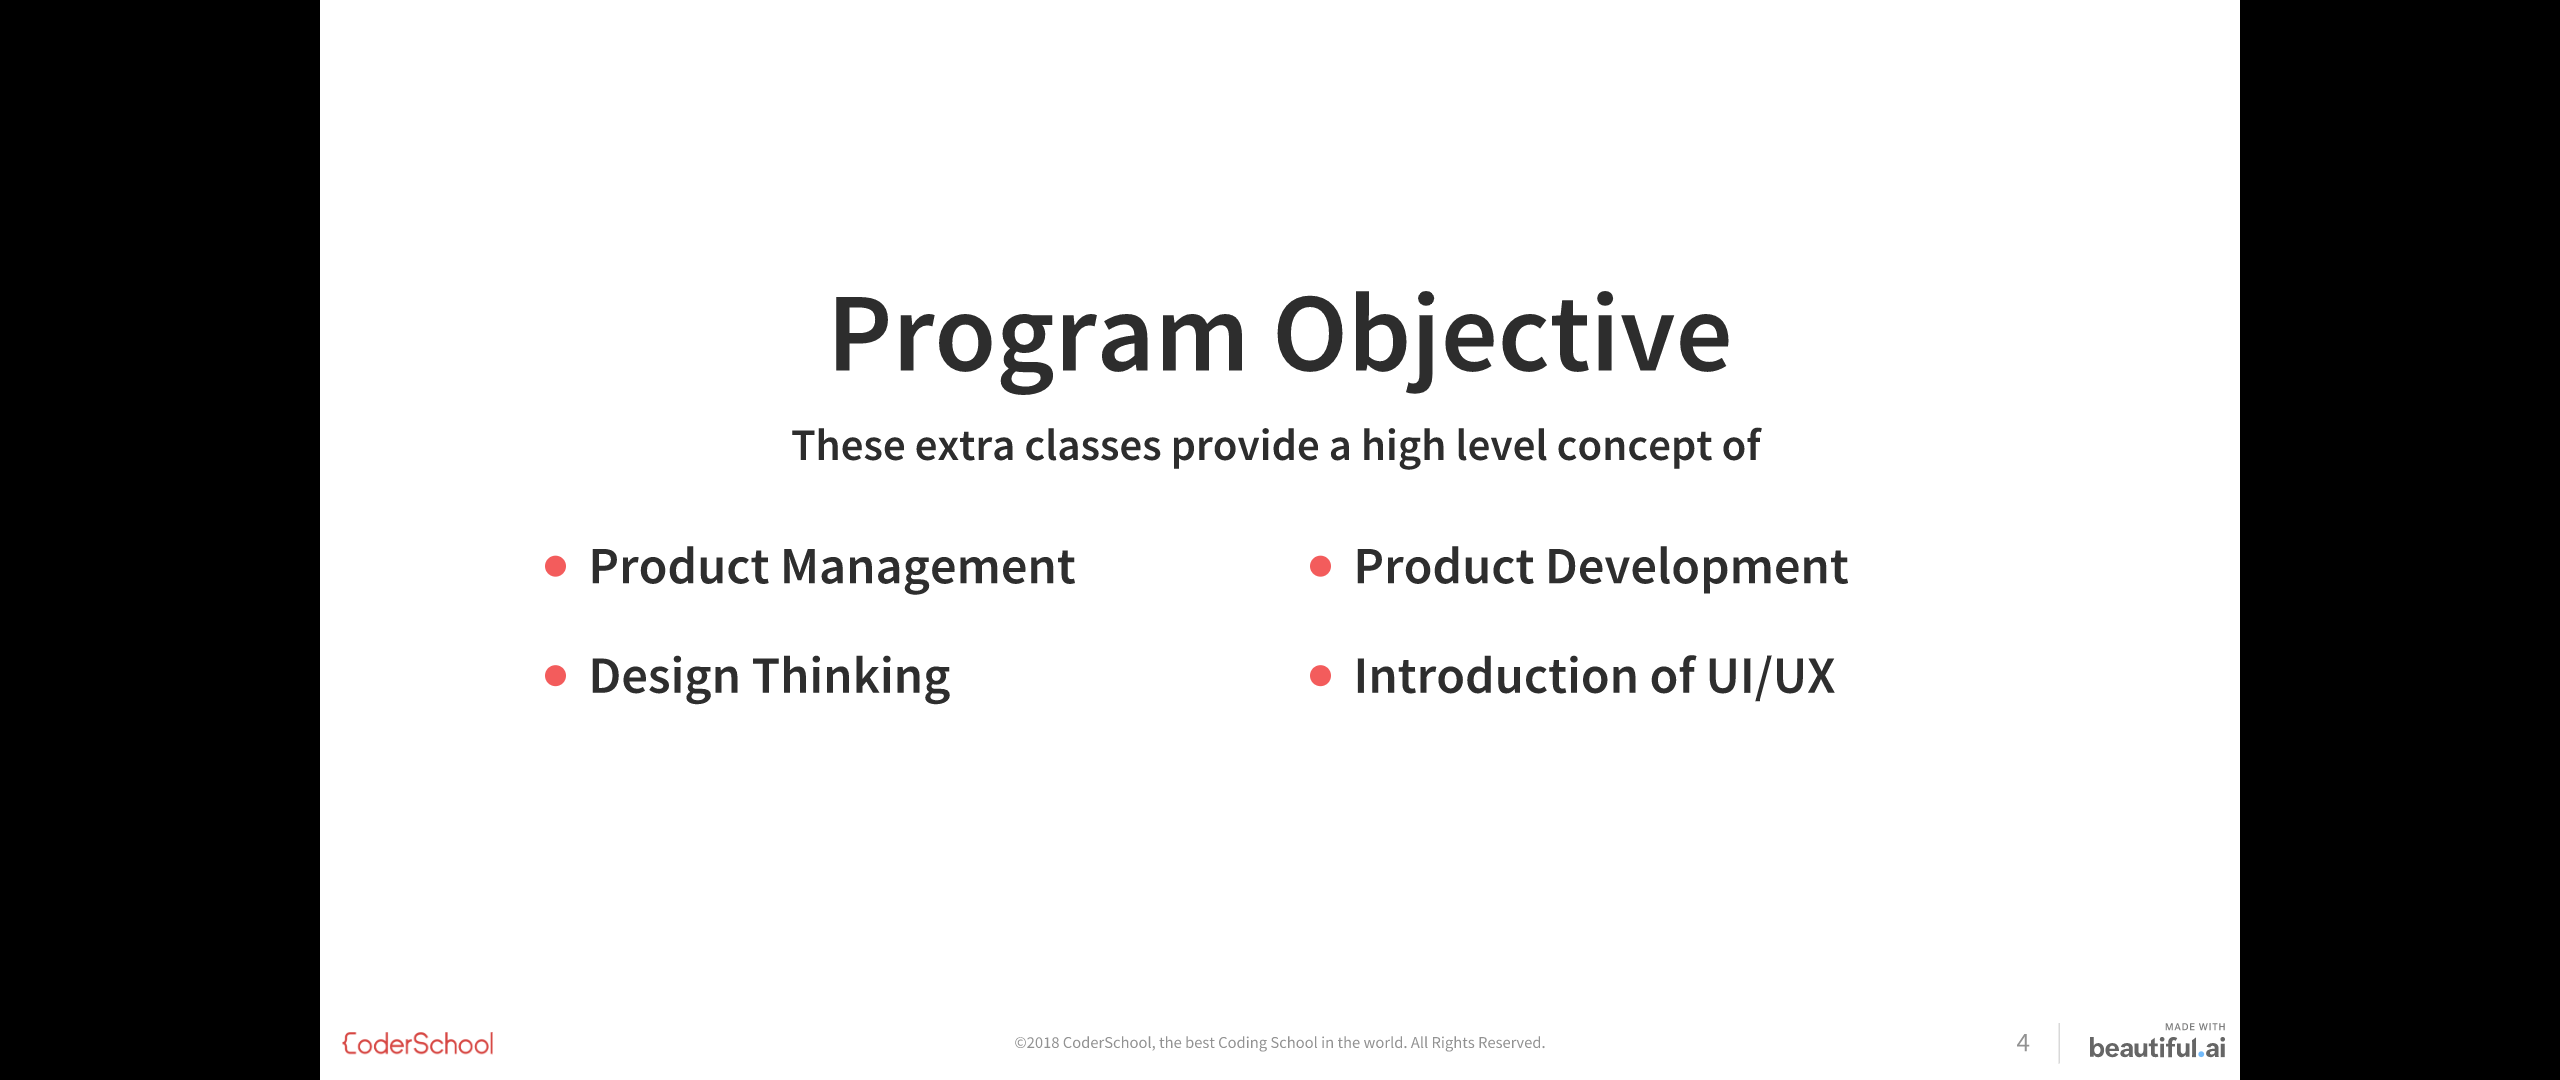 Program Objective
These extra classes provide a high level concept of
Product Management
Product Development
Design Thinking
Introduction of UI/UX
CoderSchool
©2018 CoderSchool, the best Coding School in the world. All Rights Reserved.
4
MADE WITH
beautiful.ai